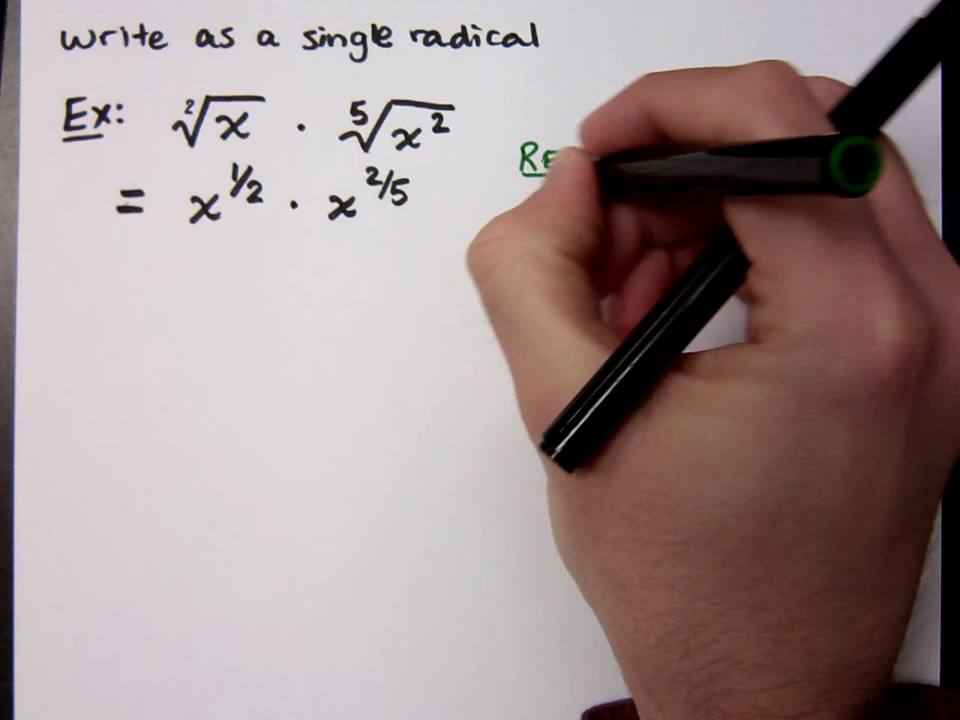 write as a single radical
Ex: ²√x · ⁵√x²
= x^1/2 · x^2/5